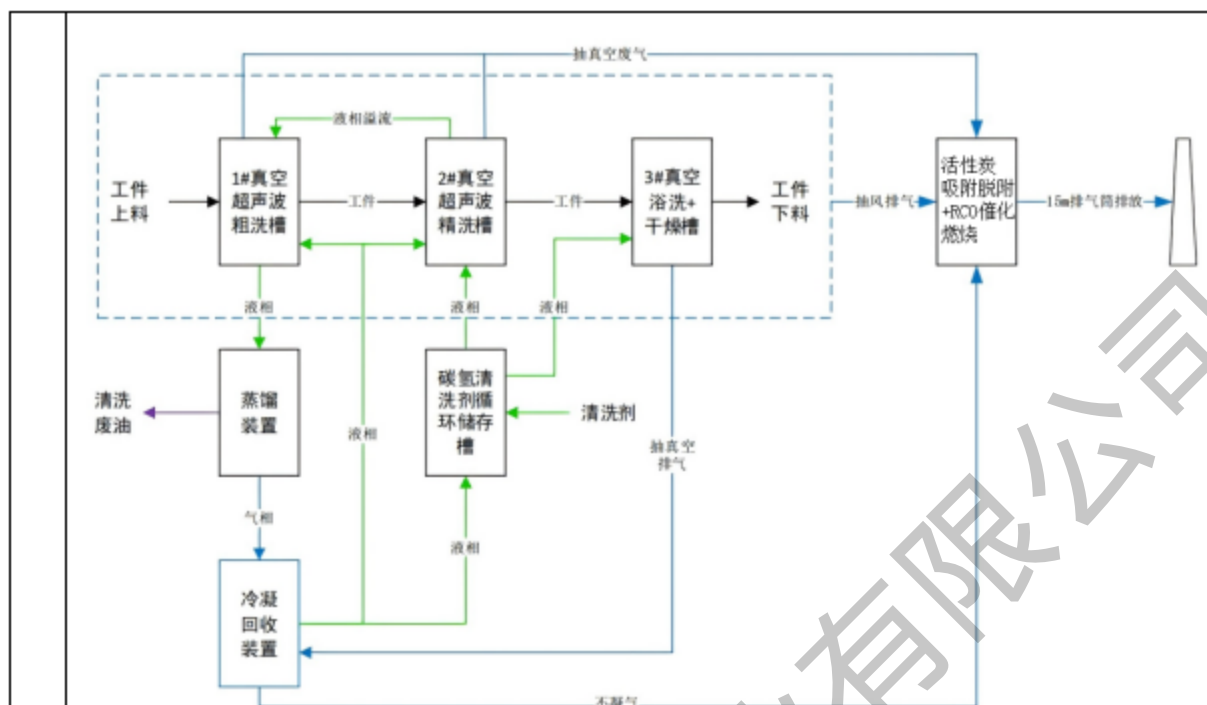 抽真空废气
液相溢流
工件
上料
1#真空
超声波
粗洗槽
工件
2#真空
超声波
精洗槽
工件
3#真空
浴洗+
干燥槽
工件
下料
抽风排气
活性炭
吸附脱附
+RCO催化
燃烧
15m排气筒排放
液相
液相
液相
清洗
废油
蒸馏
装置
液相
碳氢清
洗剂循
环储存
槽
清洗剂
抽真空
排气
气相
液相
冷凝
回收
装置
不凝气
有限公司